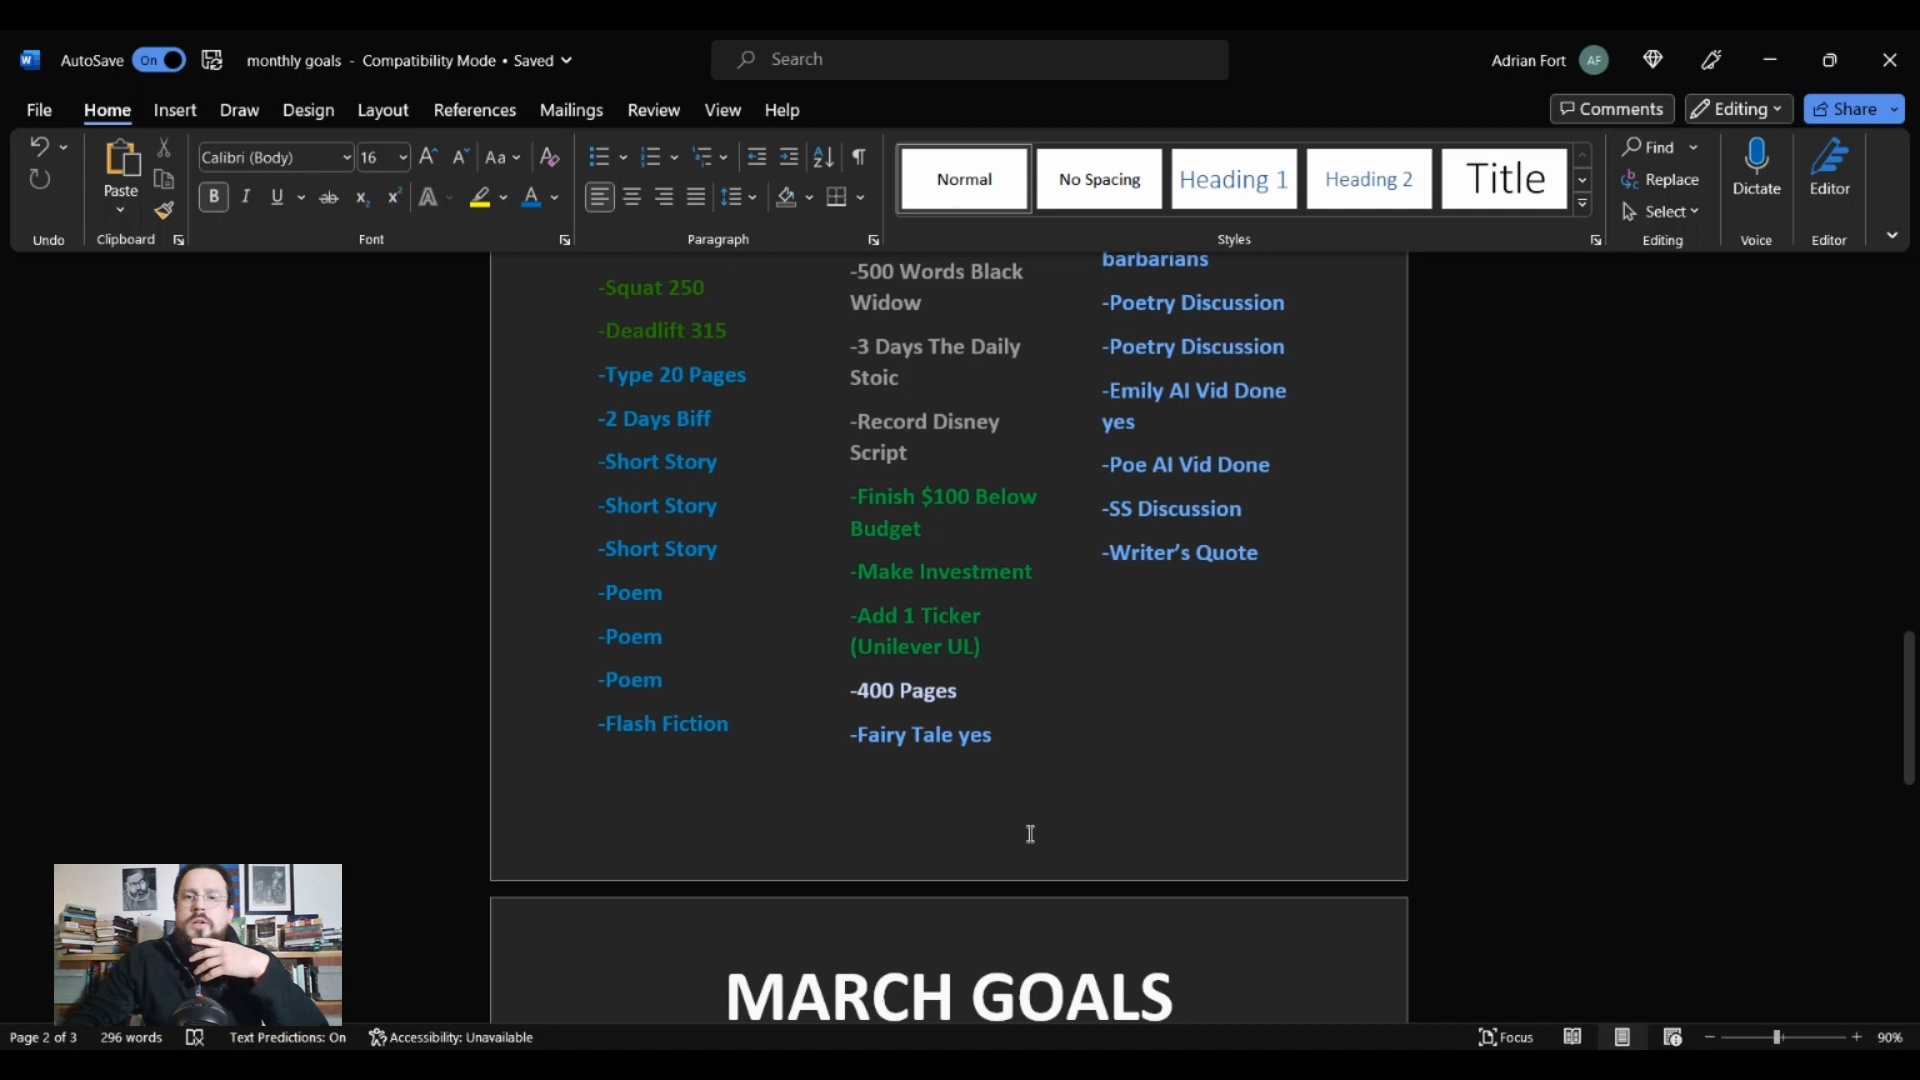 AutoSave On monthly goals - Compatibility Mode • Saved Search Adrian Fort AF
File Home Insert Draw Design Layout References Mailings Review View Help Comments Editing Share
Paste
Calibri (Body) 16
Aa
Normal No Spacing Heading 1 Heading 2 Title
Find
Replace
Select
Dictate Editor
Undo Clipboard Font Paragraph Styles Editing Voice Editor
-Squat 250
-Deadlift 315
-Type 20 Pages
-2 Days Biff
-Short Story
-Short Story
-Short Story
-Poem
-Poem
-Poem
-Flash Fiction
-500 Words Black
Widow
-3 Days The Daily
Stoic
-Record Disney
Script
-Finish $100 Below
Budget
-Make Investment
-Add 1 Ticker
(Unilever UL)
-400 Pages
-Fairy Tale yes
barbarians
-Poetry Discussion
-Poetry Discussion
-Emily AI Vid Done
yes
-Poe AI Vid Done
-SS Discussion
-Writer’s Quote
MARCH GOALS
Page 2 of 3 296 words Text Predictions: On Accessibility: Unavailable Focus 90%